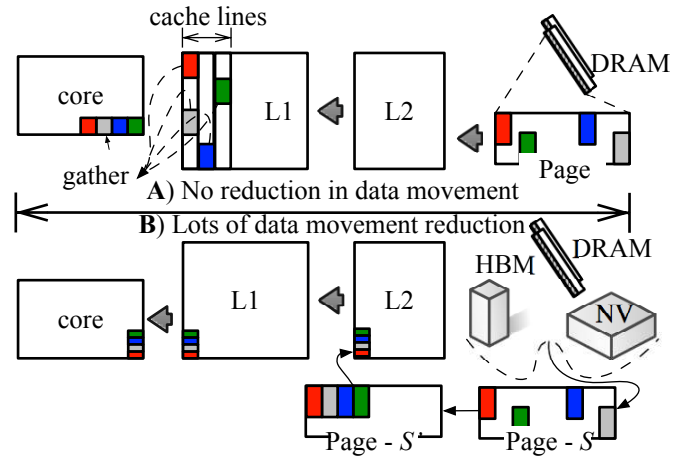 cache lines
DRAM
core
L1
L2
gather
Page
A) No reduction in data movement
B) Lots of data movement reduction
DRAM
HBM
NV
core
L1
L2
Page - S'
Page - S